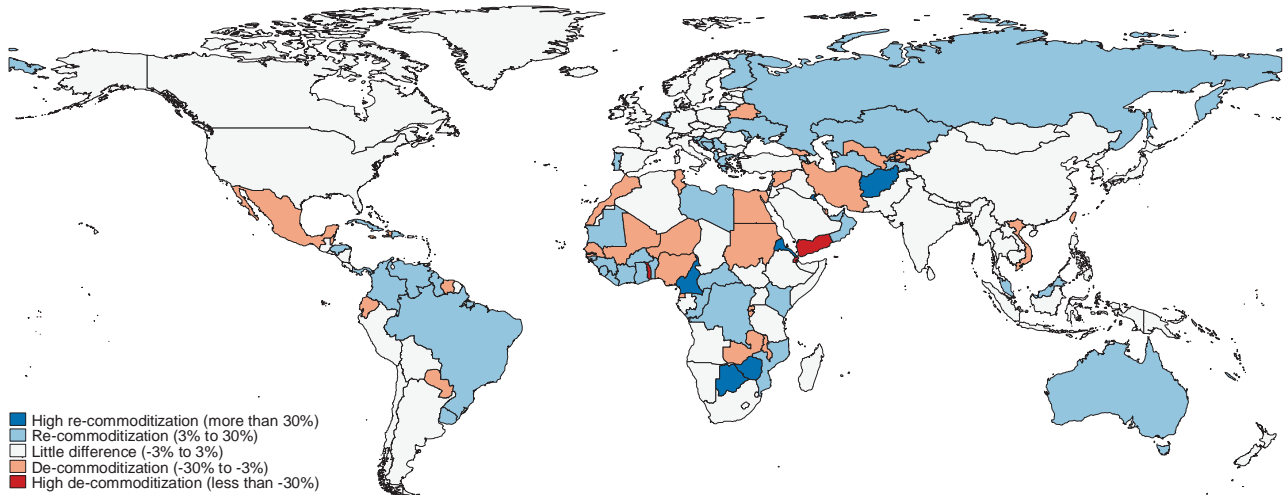 High re-commoditization (more than 30%)
Re-commoditization (3% to 30%)
Little difference (-3% to 3%)
De-commoditization (-30% to -3%)
High de-commoditization (less than -30%)